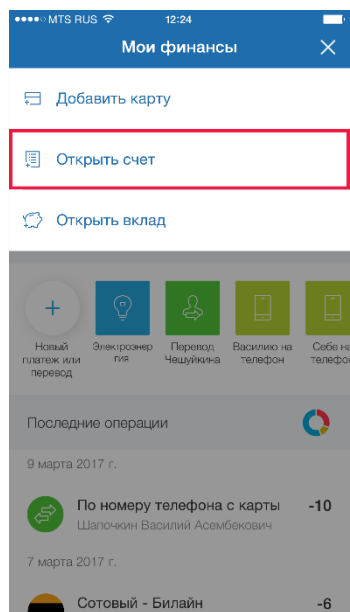 MTS RUS 12:24
Мои финансы
Добавить карту
Открыть счет
Открыть вклад
Новый платеж или перевод
Электроэнер гия
Перевод Чешуйкина
Василию на телефон
Себе на телефо
Последние операции
9 марта 2017 г.
По номеру телефона с карты -10
Шапочкин Василий Асембекович
7 марта 2017 г.
Сотовый - Билайн -6